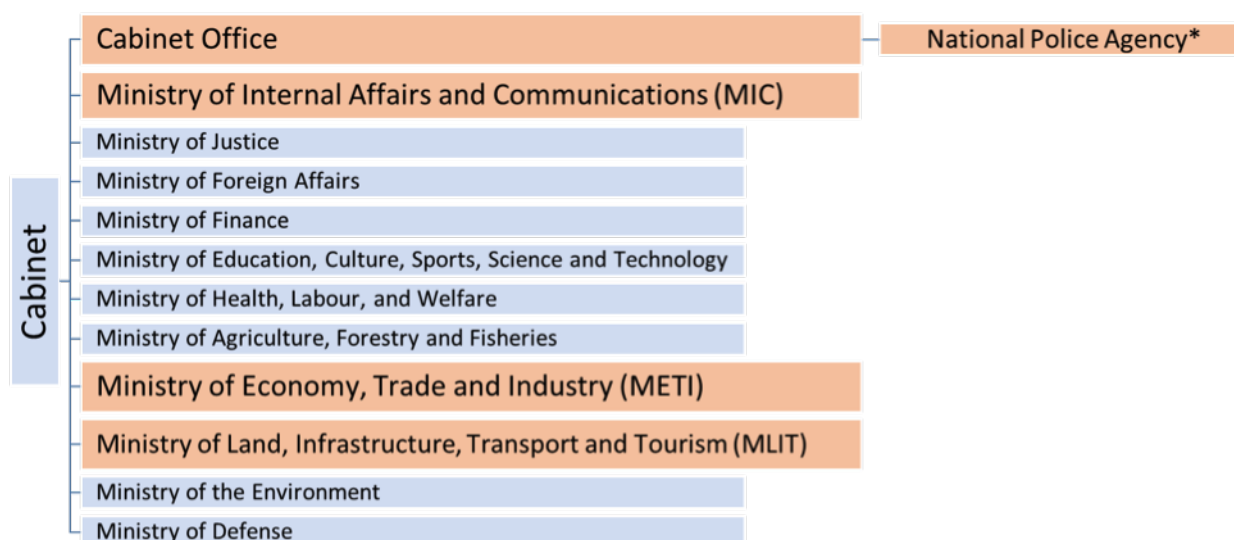 Cabinet Office
National Police Agency*
Ministry of Internal Affairs and Communications (MIC)
Ministry of Justice
Ministry of Foreign Affairs
Ministry of Finance
Ministry of Education, Culture, Sports, Science and Technology
Ministry of Health, Labour, and Welfare
Ministry of Agriculture, Forestry and Fisheries
Ministry of Economy, Trade and Industry (METI)
Ministry of Land, Infrastructure, Transport and Tourism (MLIT)
Ministry of the Environment
Ministry of Defense
Cabinet